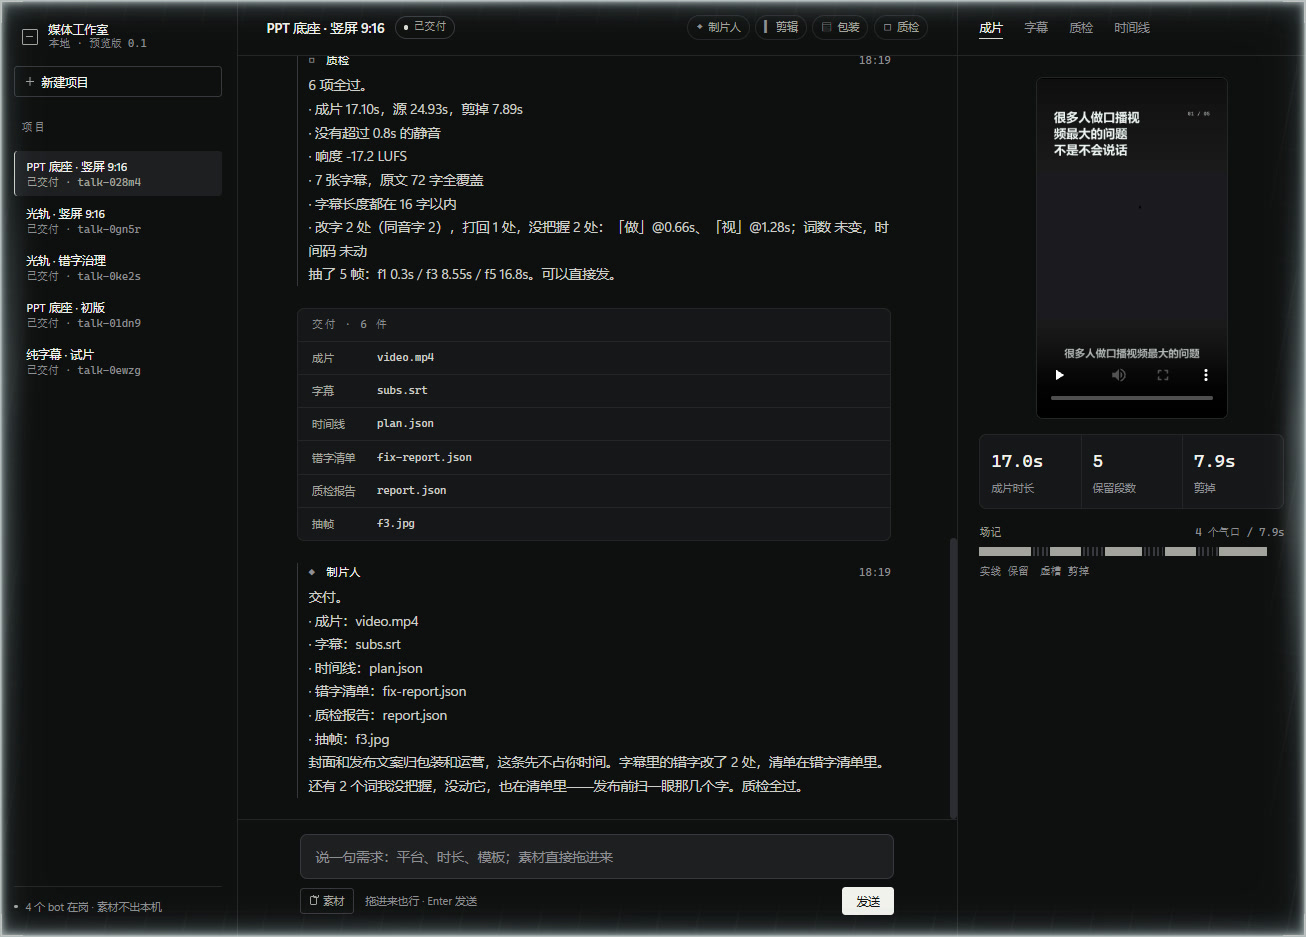 媒体工作室
本地 · 预览版 0.1
+ 新建项目
项目
PPT 底座 · 竖屏 9:16
已交付 · talk-028m4
光轨 · 竖屏 9:16
已交付 · talk-0gn5r
光轨 · 错字治理
已交付 · talk-0ke2s
PPT 底座 · 初版
已交付 · talk-01dn9
纯字幕 · 试片
已交付 · talk-0ewzg
4 个 bot 在岗 · 素材不出本机
PPT 底座 · 竖屏 9:16
已交付
制片人
剪辑
包装
质检
质检
18:19
6 项全过。
· 成片 17.10s，源 24.93s，剪掉 7.89s
· 没有超过 0.8s 的静音
· 响度 -17.2 LUFS
· 7 张字幕，原文 72 字全覆盖
· 字幕长度都在 16 字以内
· 改字 2 处（同音字 2），打回 1 处，没把握 2 处：「做」@0.66s、「视」@1.28s；词数 未变，时
间码 未动
抽了 5 帧：f1 0.3s / f3 8.55s / f5 16.8s。可以直接发。
交付 · 6 件
成片 video.mp4
字幕 subs.srt
时间线 plan.json
错字清单 fix-report.json
质检报告 report.json
抽帧 f3.jpg
制片人
18:19
交付。
· 成片：video.mp4
· 字幕：subs.srt
· 时间线：plan.json
· 错字清单：fix-report.json
· 质检报告：report.json
· 抽帧：f3.jpg
封面和发布文案归包装和运营，这条先不占你时间。字幕里的错字改了 2 处，清单在错字清单里。
还有 2 个词我没把握，没动它，也在清单里——发布前扫一眼那几个字。质检全过。
说一句需求：平台、时长、模板；素材直接拖进来
素材
拖进来也行 · Enter 发送
发送
成片
字幕
质检
时间线
很多人做口播视
频最大的问题
不是不会说话
01 / 06
很多人做口播视频最大的问题
17.0s
成片时长
5
保留段数
7.9s
剪掉
场记
4 个气口 / 7.9s
实线 保留 虚槽 剪掉